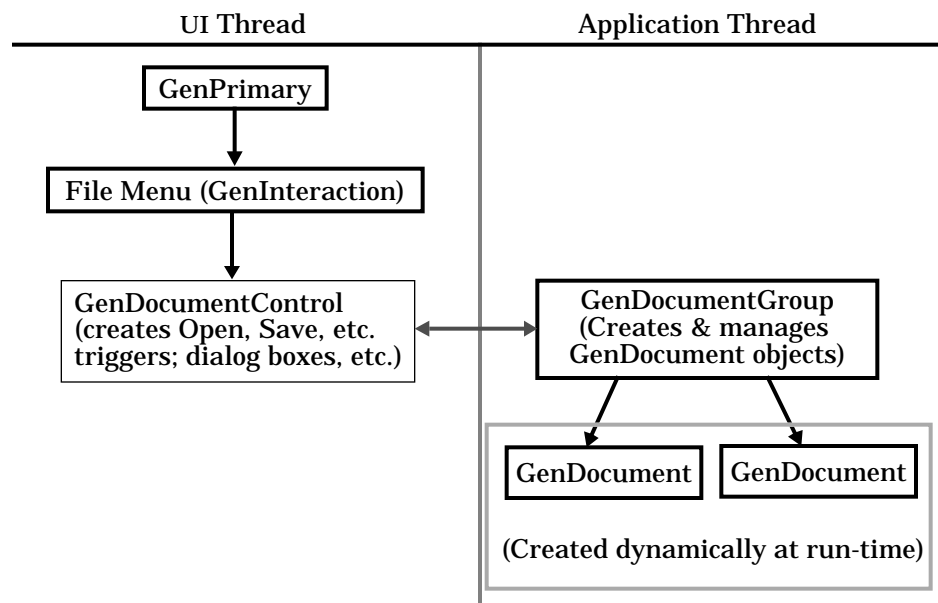 UI Thread
Application Thread
GenPrimary
File Menu (GenInteraction)
GenDocumentControl
(creates Open, Save, etc.
triggers; dialog boxes, etc.)
GenDocumentGroup
(Creates & manages
GenDocument objects)
GenDocument
GenDocument
(Created dynamically at run-time)